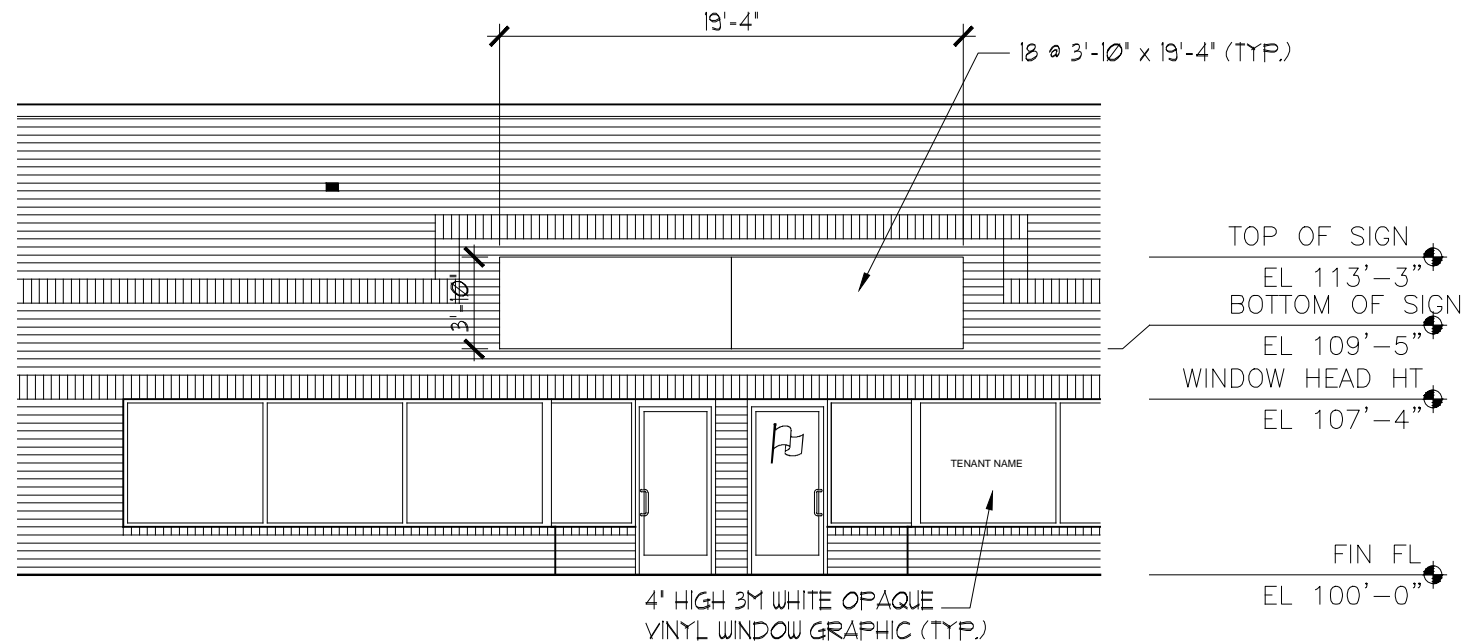 19'-4"
18 @ 3'-10" x 19'-4" (TYP.)
3'-10"
TOP OF SIGN
EL 113'-3"
BOTTOM OF SIGN
EL 109'-5"
WINDOW HEAD HT
EL 107'-4"
TENANT NAME
FIN FL
EL 100'-0"
4" HIGH 3M WHITE OPAQUE
VINYL WINDOW GRAPHIC (TYP.)